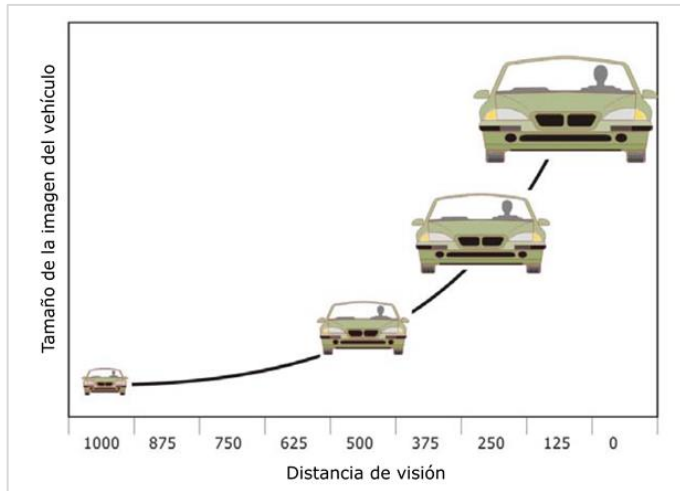 Tamaño de la imagen del vehículo
1000 875 750 625 500 375 250 125 0
Distancia de visión